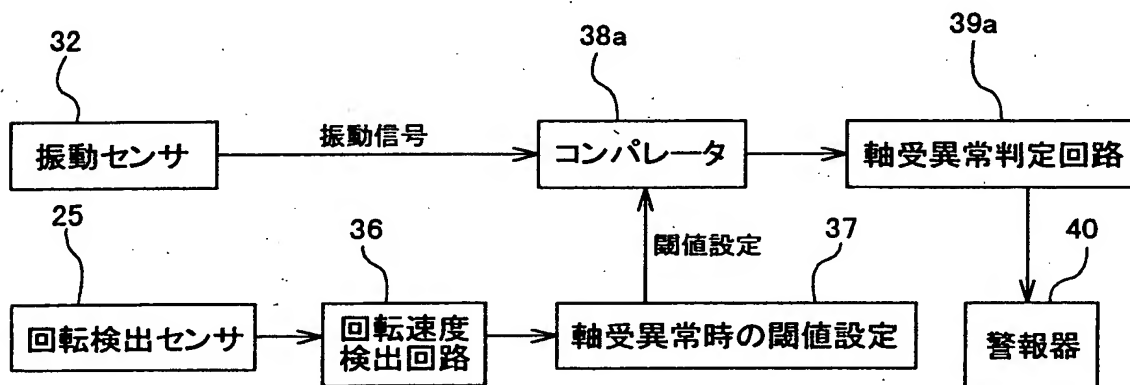 32
38a
39a
振動センサ
振動信号
コンパレータ
軸受異常判定回路
25
36
閾値設定
37
40
回転検出センサ
回転速度
検出回路
軸受異常時の閾値設定
警報器